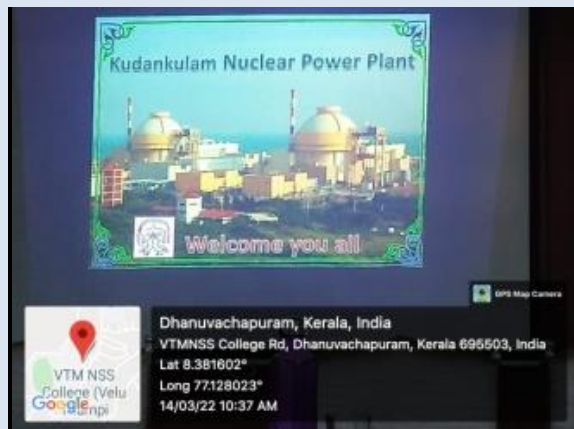 Kudankulam Nuclear Power Plant
Welcome you all
GPS Map Camera
Dhanuvachapuram, Kerala, India
VTMNSS College Rd, Dhanuvachapuram, Kerala 695503, India
Lat 8.381602°
Long 77.128023°
14/03/22 10:37 AM
VTM NSS
College (Velu
Google